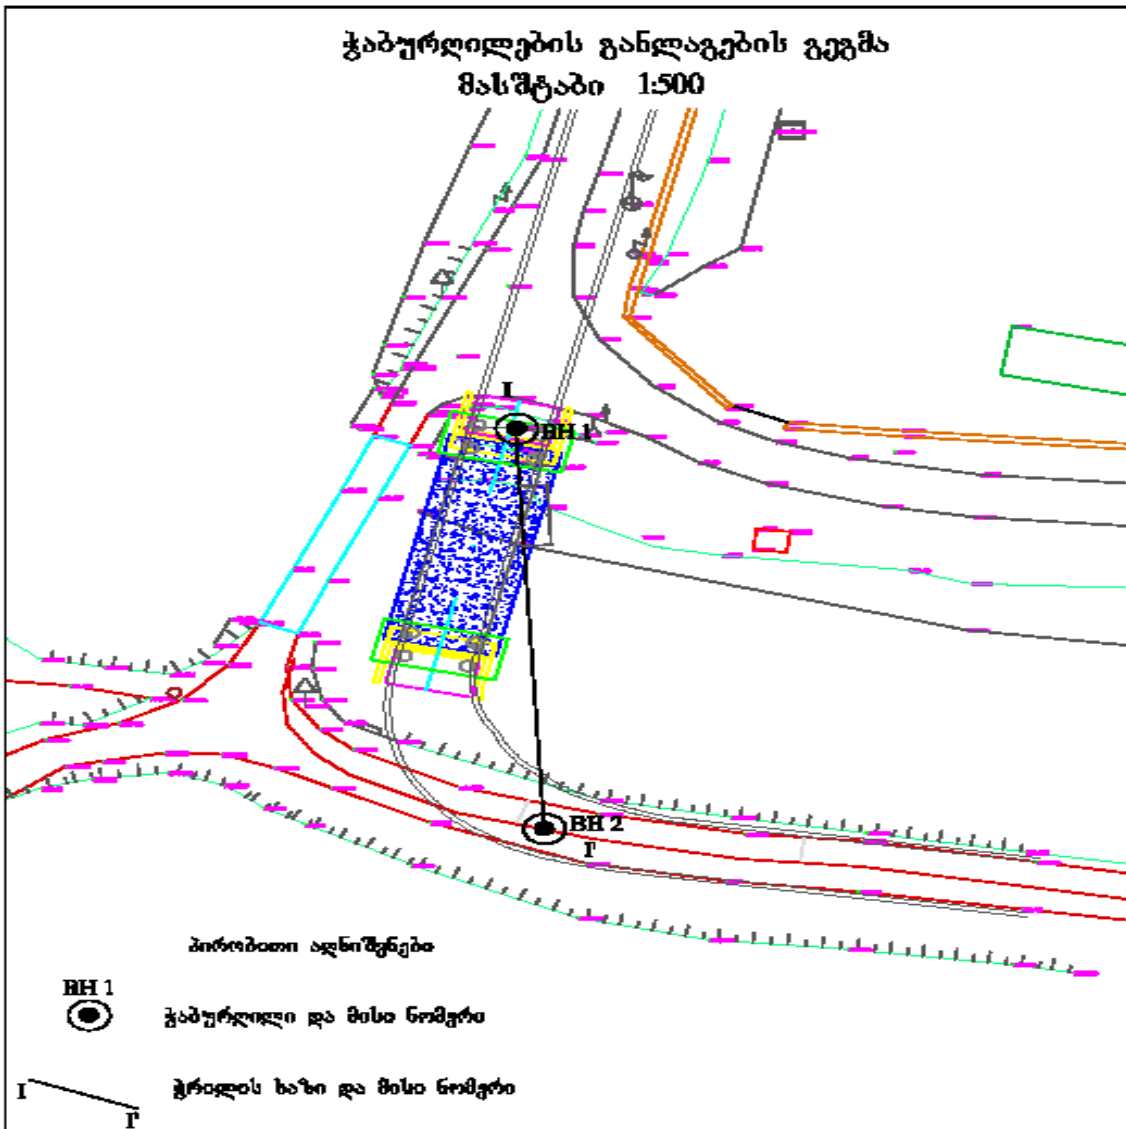 ჭაბურღილების განლაგების გეგმა
მასშტაბი 1:500
I
BH 1
BH 2
I'
პირობითი აღნიშვნები
BH 1
ჭაბურღილი და მისი ნომერი
I
ჭრილის ხაზი და მისი ნომერი
I'